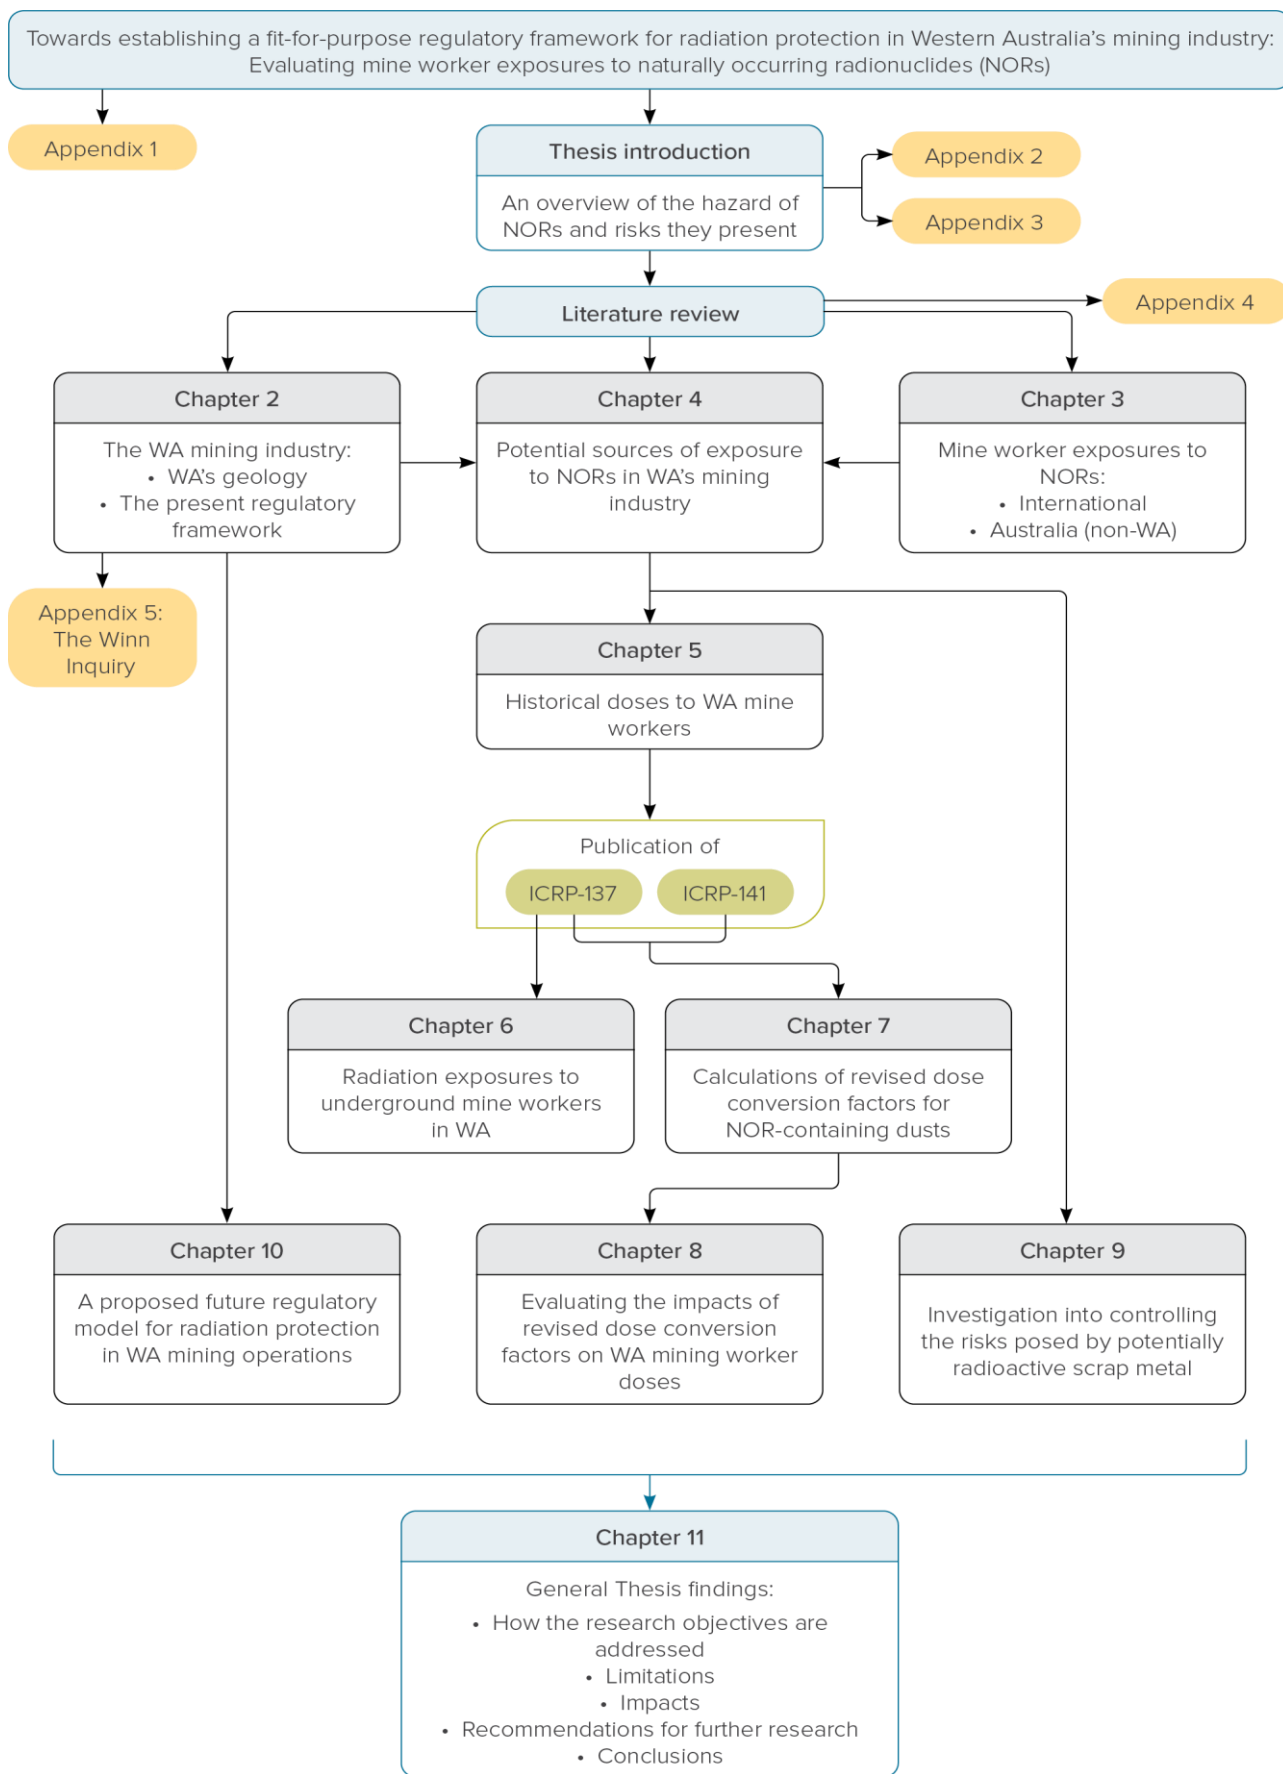 Towards establishing a fit-for-purpose regulatory framework for radiation protection in Western Australia's mining industry:
Evaluating mine worker exposures to naturally occurring radionuclides (NORs)
Appendix 1
Thesis introduction
An overview of the hazard of
NORs and risks they present
Appendix 2
Appendix 3
Literature review
Appendix 4
Chapter 2
The WA mining industry:
• WA's geology
• The present regulatory
framework
Chapter 4
Potential sources of exposure
to NORs in WA's mining
industry
Chapter 3
Mine worker exposures to
NORs:
• International
• Australia (non-WA)
Appendix 5:
The Winn
Inquiry
Chapter 5
Historical doses to WA mine
workers
Publication of
ICRP-137
ICRP-141
Chapter 6
Radiation exposures to
underground mine workers
in WA
Chapter 7
Calculations of revised dose
conversion factors for
NOR-containing dusts
Chapter 10
A proposed future regulatory
model for radiation protection
in WA mining operations
Chapter 8
Evaluating the impacts of
revised dose conversion
factors on WA mining worker
doses
Chapter 9
Investigation into controlling
the risks posed by potentially
radioactive scrap metal
Chapter 11
General Thesis findings:
• How the research objectives are
addressed
• Limitations
• Impacts
• Recommendations for further research
• Conclusions